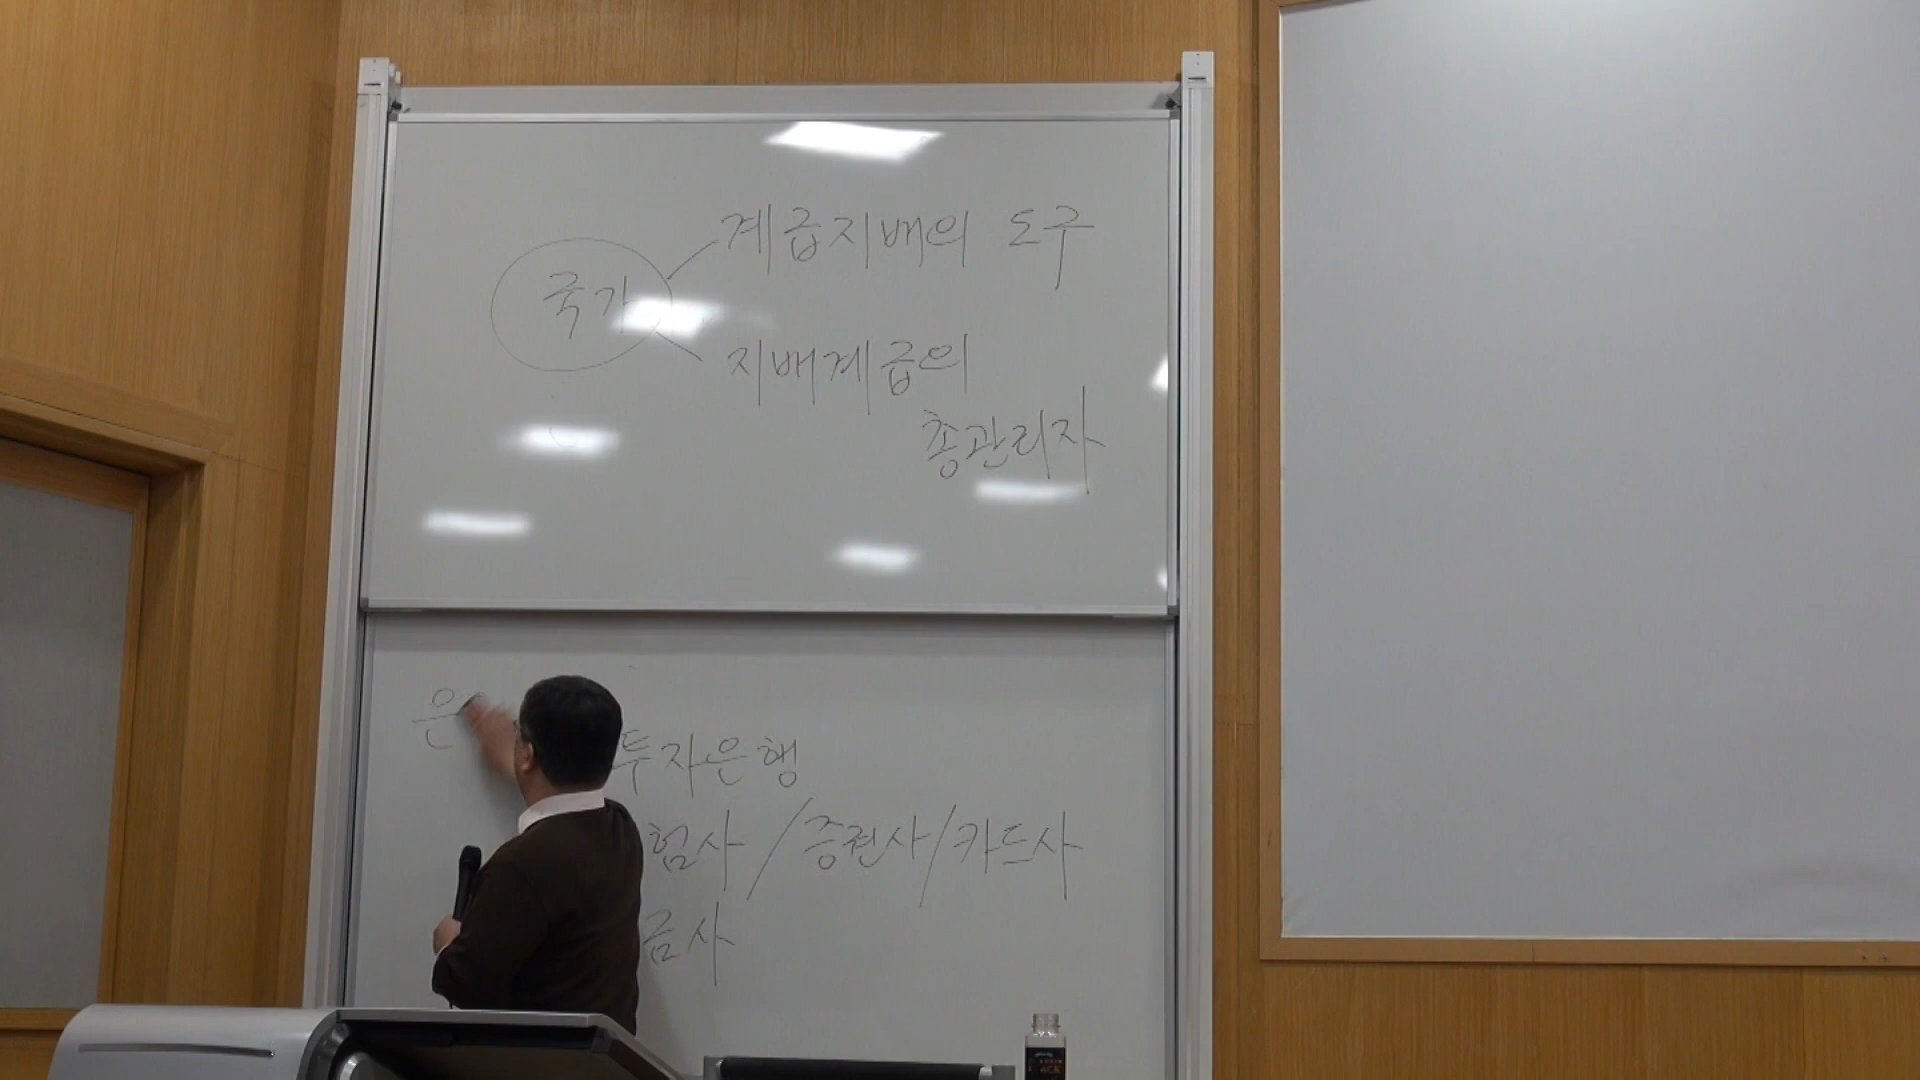 계급지배의 도구
국가
지배계급의
총관리자
은
투자은행
험사 / 증권사 / 카드사
금사